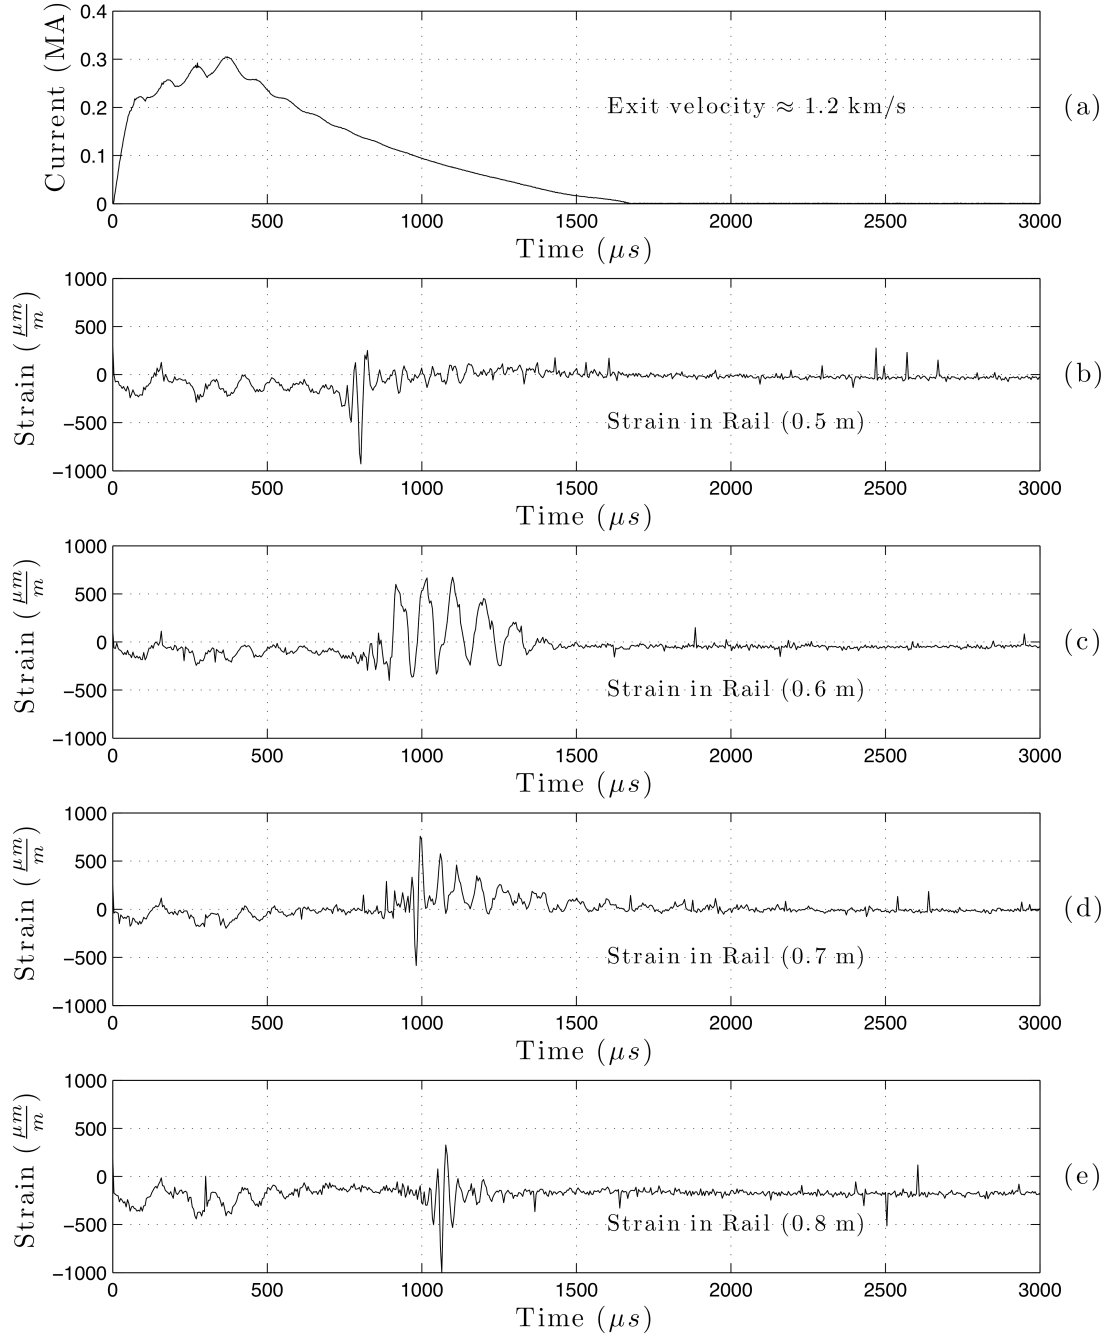 0.4
0.3
0.2
0.1
0
Current (MA)
Exit velocity ≈ 1.2 km/s
(a)
0 500 1000 1500 2000 2500 3000
Time (μs)
1000
500
0
−500
−1000
Strain (μm/m)
Strain in Rail (0.5 m)
(b)
0 500 1000 1500 2000 2500 3000
Time (μs)
1000
500
0
−500
−1000
Strain (μm/m)
Strain in Rail (0.6 m)
(c)
0 500 1000 1500 2000 2500 3000
Time (μs)
1000
500
0
−500
−1000
Strain (μm/m)
Strain in Rail (0.7 m)
(d)
0 500 1000 1500 2000 2500 3000
Time (μs)
1000
500
0
−500
−1000
Strain (μm/m)
Strain in Rail (0.8 m)
(e)
0 500 1000 1500 2000 2500 3000
Time (μs)